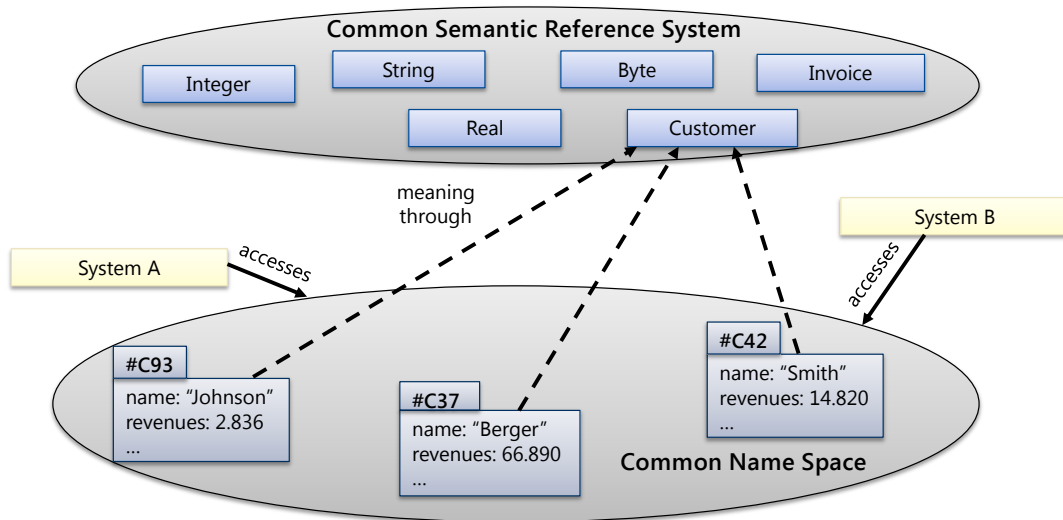 Common Semantic Reference System
Integer
String
Byte
Invoice
Real
Customer
meaning
through
System A
accesses
System B
accesses
#C93
name: “Johnson”
revenues: 2.836
...
#C37
name: “Berger”
revenues: 66.890
...
#C42
name: “Smith”
revenues: 14.820
...
Common Name Space